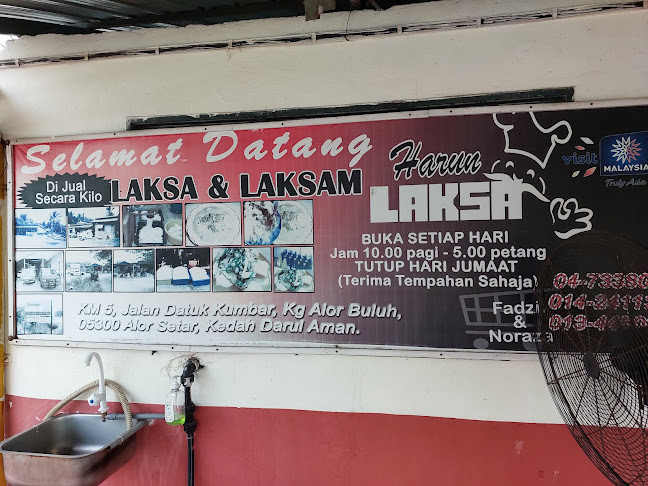 Selamat Datang
Di Jual
Secara Kilo
LAKSA & LAKSAM
KM 5, Jalan Datuk Kumbar, Kg Alor Buluh,
05300 Alor Setar, Kedah Darul Aman.
Harun
LAKSA
BUKA SETIAP HARI
Jam 10.00 pagi - 5.00 petang
TUTUP HARI JUMAAT
(Terima Tempahan Sahaja)
Fadzi
&
Noraza
visit
MALAYSIA
Truly Asia